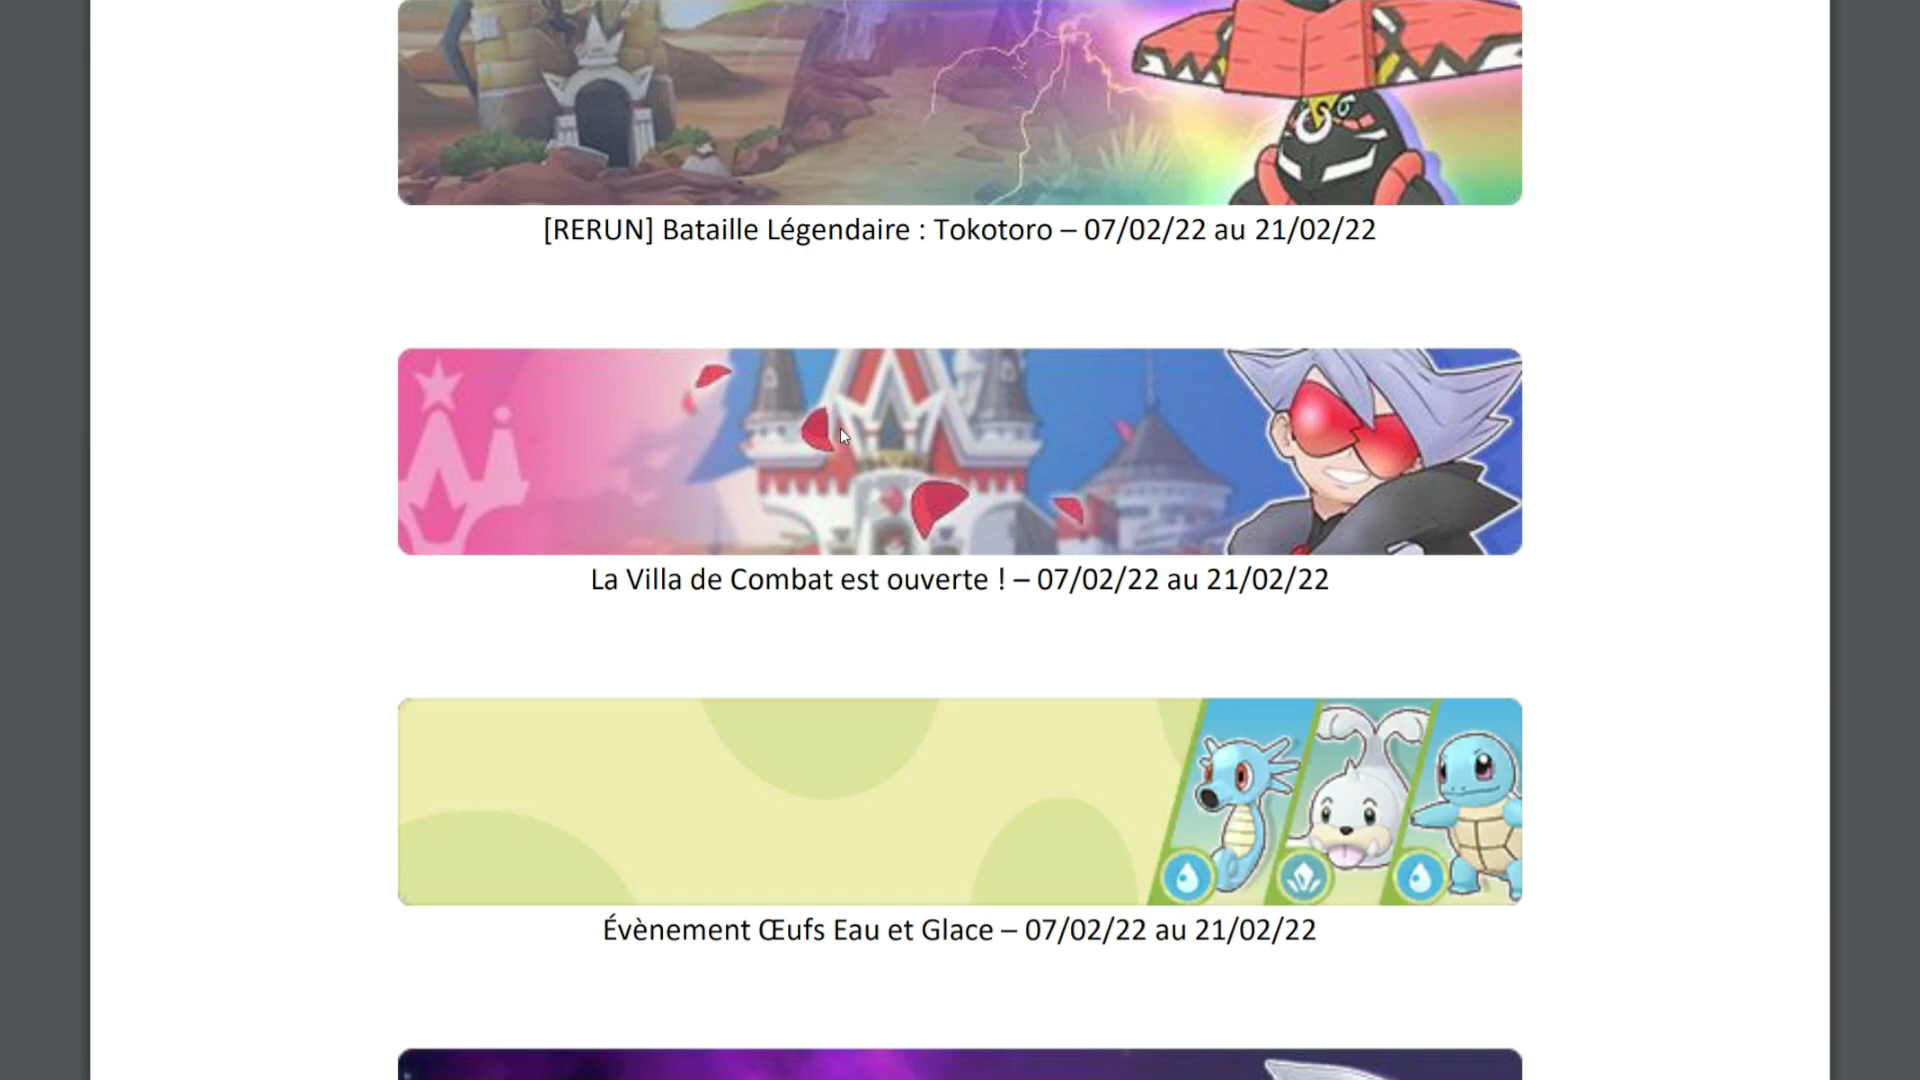 [RERUN] Bataille Légendaire : Tokotoro – 07/02/22 au 21/02/22
La Villa de Combat est ouverte ! – 07/02/22 au 21/02/22
Évènement Œufs Eau et Glace – 07/02/22 au 21/02/22